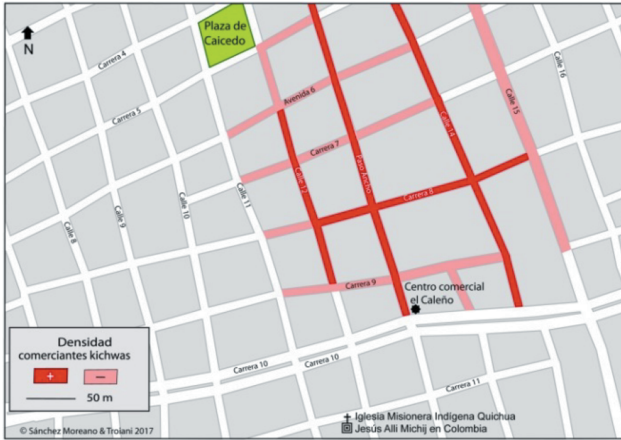 Plaza de
Caicedo
N
Carrera 4
Carrera 5
Avenida 6
Carrera 7
Carrera 8
Carrera 9
Carrera 10
Carrera 10
Carrera 11
Calle 8
Calle 9
Calle 10
Calle 11
Calle 12
Paso Ancho
Calle 14
Calle 15
Calle 16
Centro comercial
el Caleño
Densidad
comerciantes kichwas
+ –
50 m
Iglesia Misionera Indígena Quichua
Jesús Alli Michij en Colombia
© Sánchez Moreano & Troiani 2017